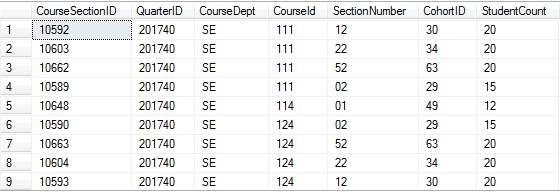 CourseSectionID QuarterID CourseDept CourseId SectionNumber CohortID StudentCount
1 10592 201740 SE 111 12 30 20
2 10603 201740 SE 111 22 34 20
3 10662 201740 SE 111 52 63 20
4 10589 201740 SE 111 02 29 15
5 10648 201740 SE 114 01 49 12
6 10590 201740 SE 124 02 29 15
7 10663 201740 SE 124 52 63 20
8 10604 201740 SE 124 22 34 20
9 10593 201740 SE 124 12 30 20